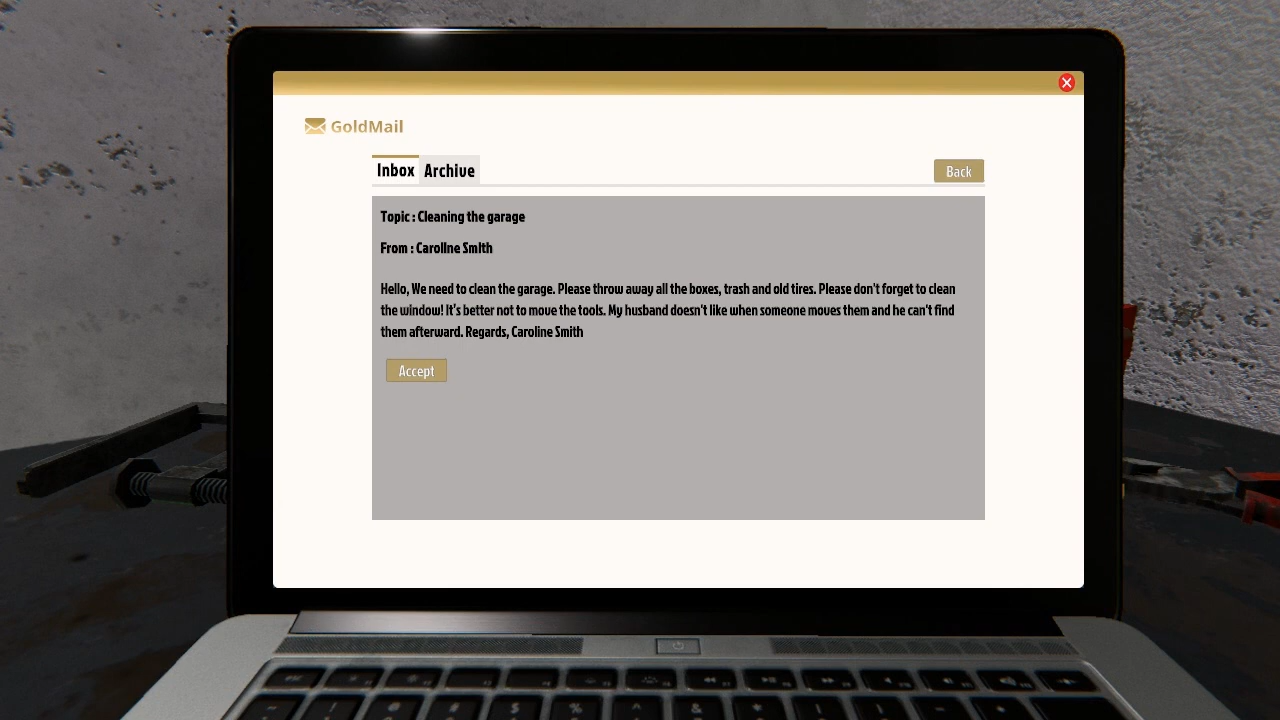 GoldMail
Inbox Archive Back
Topic : Cleaning the garage
From : Caroline Smith
Hello, We need to clean the garage. Please throw away all the boxes, trash and old tires. Please don't forget to clean
the window! It's better not to move the tools. My husband doesn't like when someone moves them and he can't find
them afterward. Regards, Caroline Smith
Accept